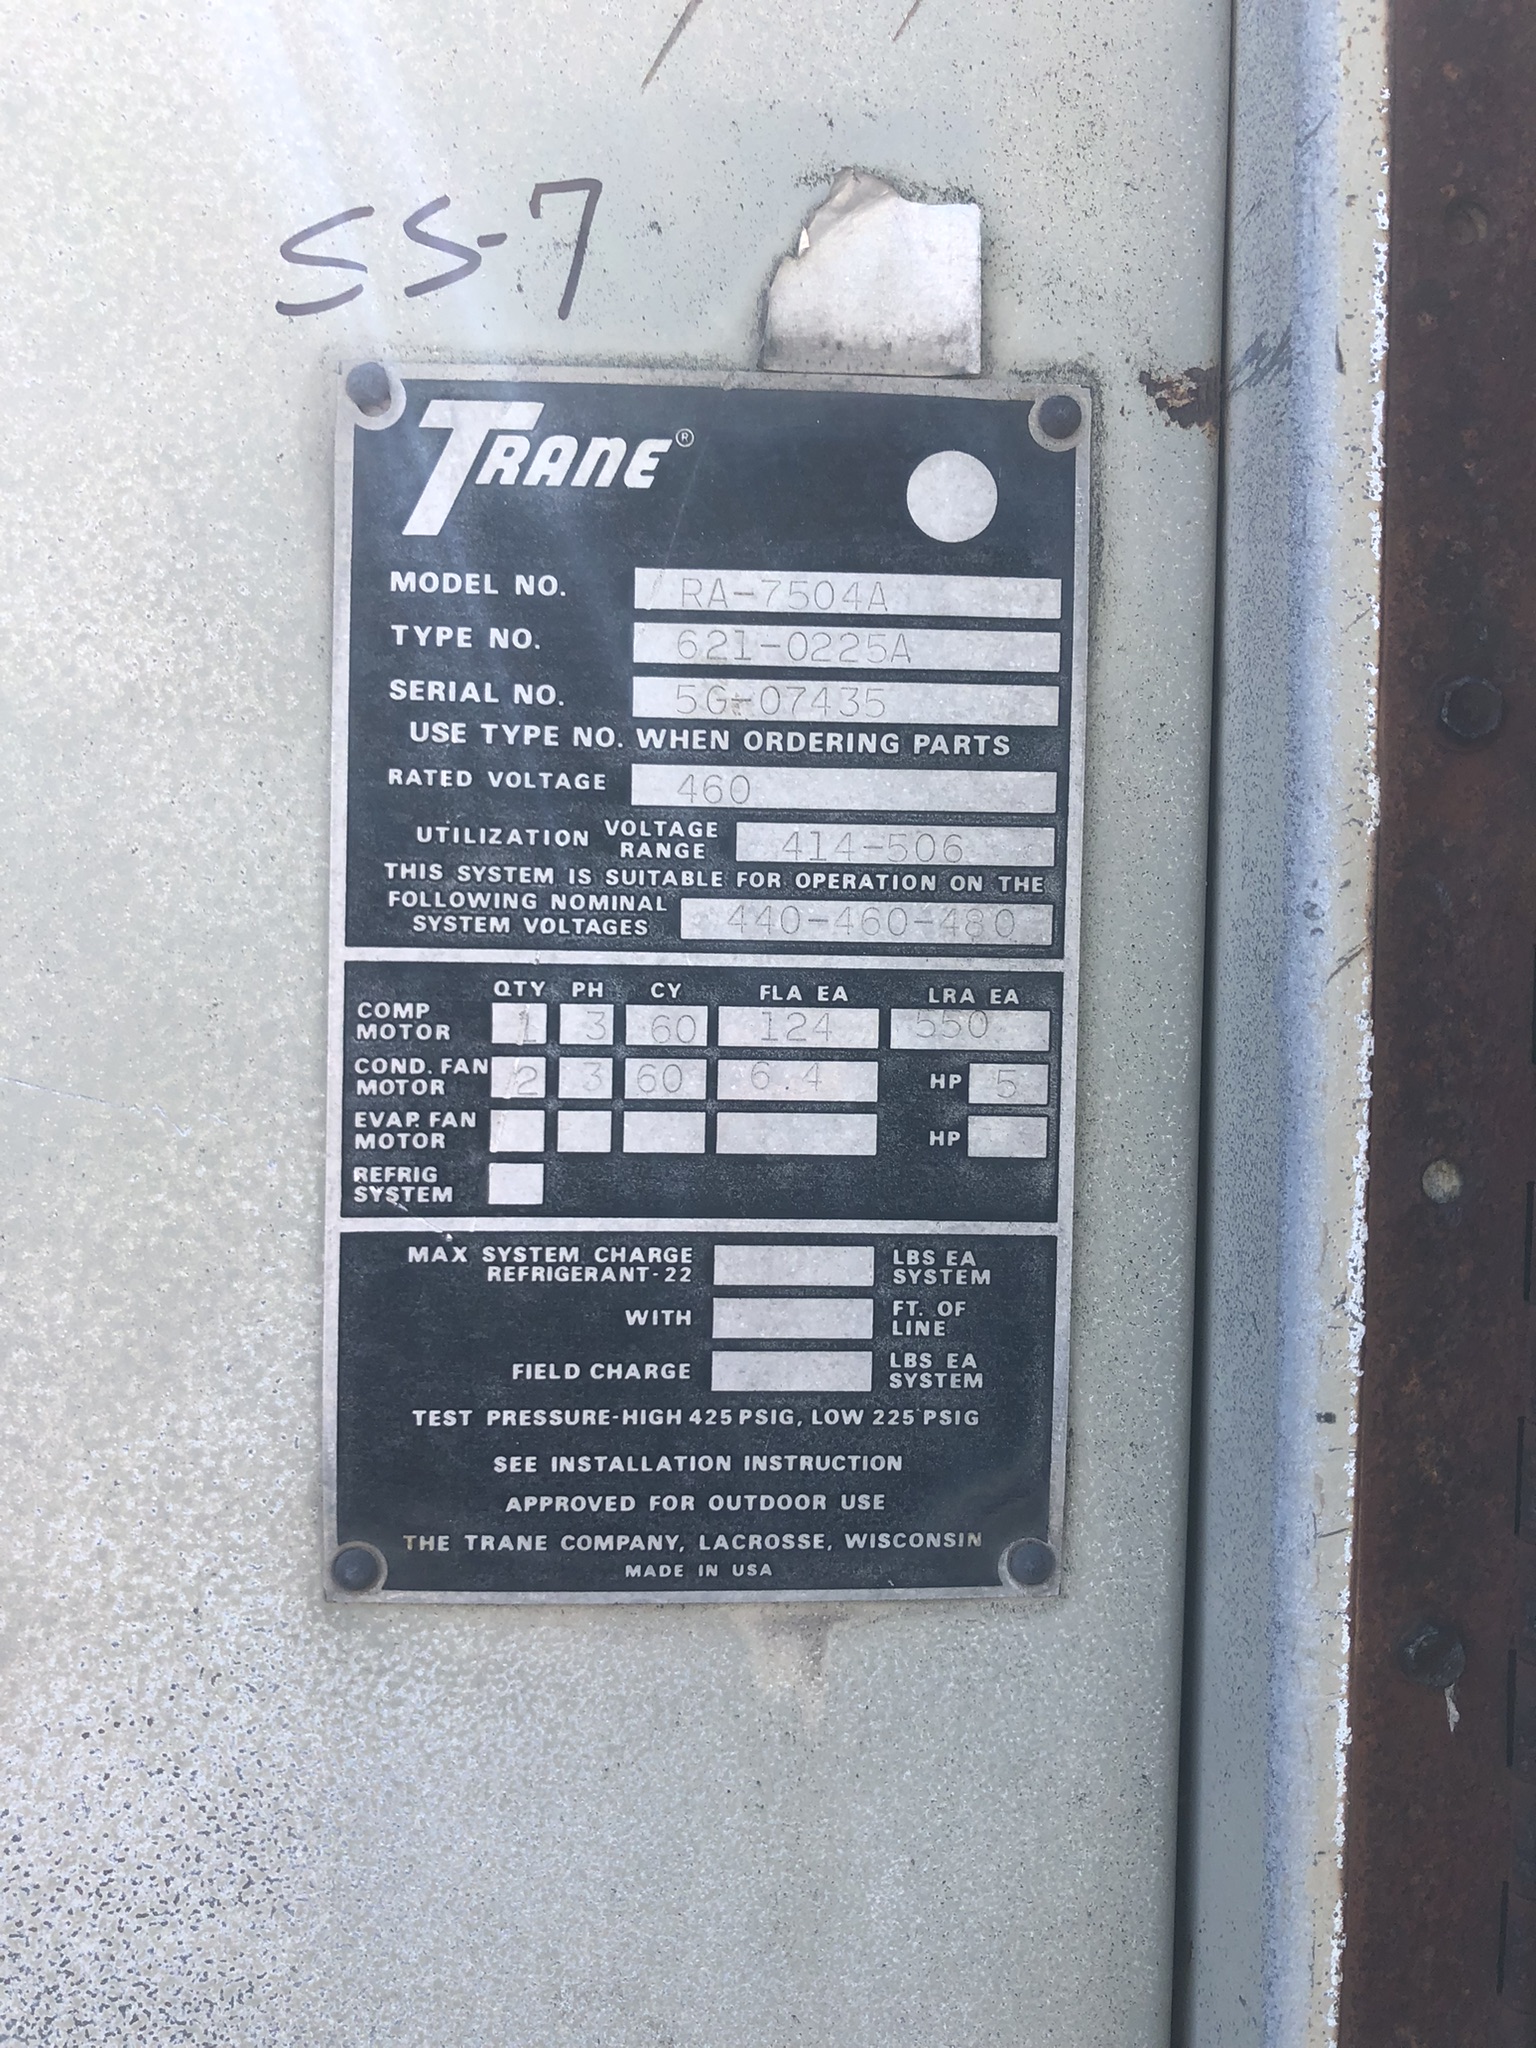 SS-7
TRANE®
MODEL NO. RA-7504A
TYPE NO. 621-0225A
SERIAL NO. 5G-07435
USE TYPE NO. WHEN ORDERING PARTS
RATED VOLTAGE 460
UTILIZATION VOLTAGE RANGE 414-506
THIS SYSTEM IS SUITABLE FOR OPERATION ON THE
FOLLOWING NOMINAL
SYSTEM VOLTAGES 440-460-480
QTY PH CY FLA EA LRA EA
COMP MOTOR 1 3 60 124 550
COND. FAN MOTOR 2 3 60 6.4 HP 5
EVAP. FAN MOTOR HP
REFRIG SYSTEM
MAX SYSTEM CHARGE LBS EA
REFRIGERANT-22 SYSTEM
WITH FT. OF LINE
FIELD CHARGE LBS EA SYSTEM
TEST PRESSURE-HIGH 425 PSIG, LOW 225 PSIG
SEE INSTALLATION INSTRUCTION
APPROVED FOR OUTDOOR USE
THE TRANE COMPANY, LACROSSE, WISCONSIN
MADE IN USA